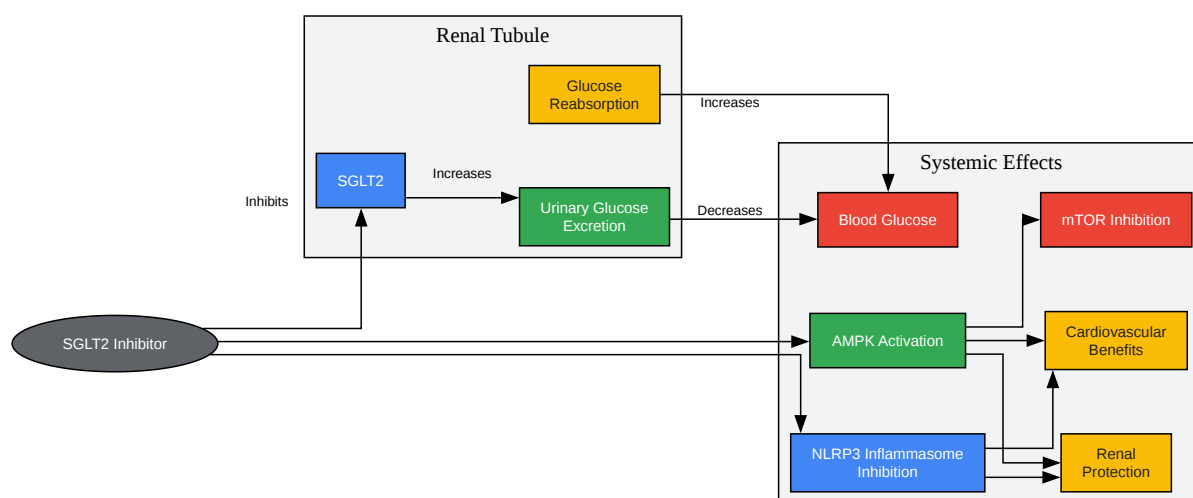 Renal Tubule
Glucose
Reabsorption
Increases
SGLT2
Increases
Urinary Glucose
Excretion
Inhibits
Decreases
Systemic Effects
Blood Glucose
mTOR Inhibition
SGLT2 Inhibitor
AMPK Activation
Cardiovascular
Benefits
NLRP3 Inflammasome
Inhibition
Renal
Protection